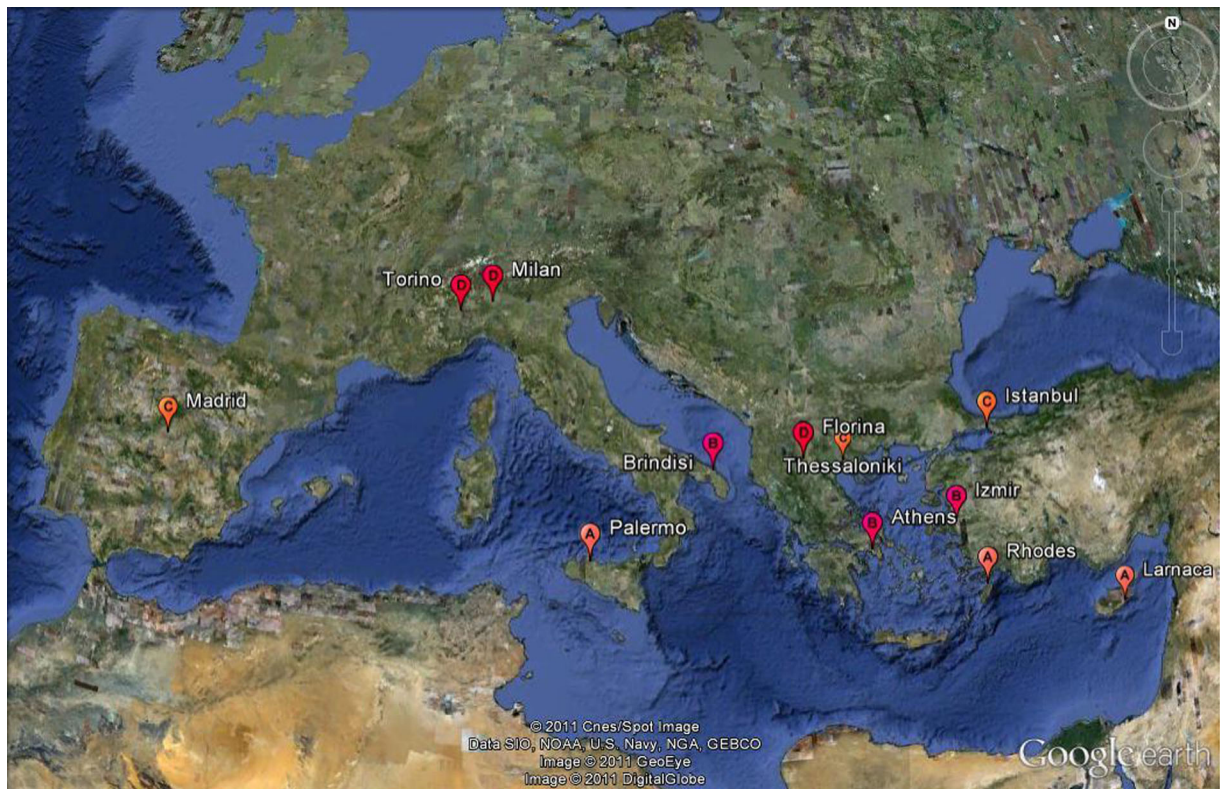 N
D
Milan
Torino
D
C
Madrid
C
Istanbul
D
Florina
C
B
Brindisi
Thessaloniki
B
Izmir
A
Palermo
B
Athens
A
Rhodes
A
Larnaca
© 2011 Cnes/Spot Image
Data SIO, NOAA, U.S. Navy, NGA, GEBCO
Image © 2011 GeoEye
Image © 2011 DigitalGlobe
Google earth